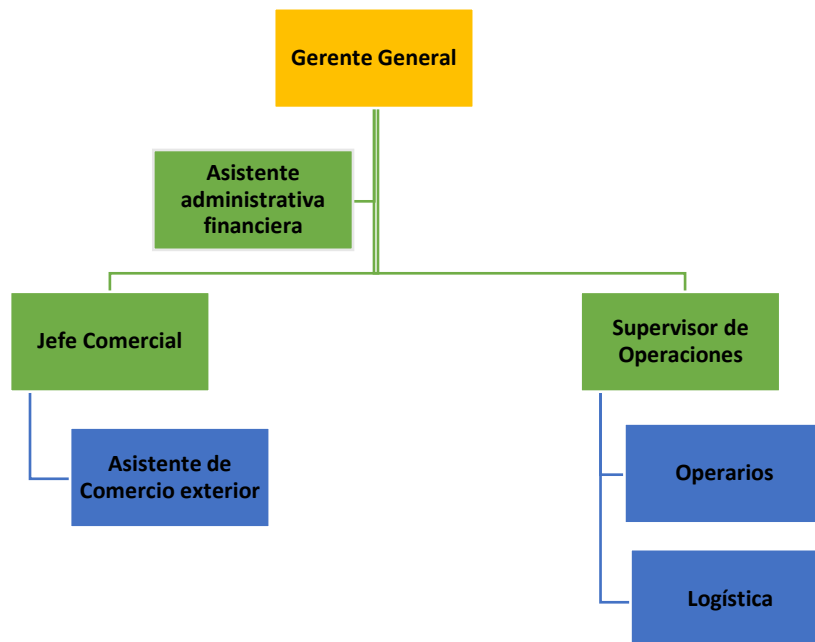 Gerente General
Asistente
administrativa
financiera
Jefe Comercial
Supervisor de
Operaciones
Asistente de
Comercio exterior
Operarios
Logística